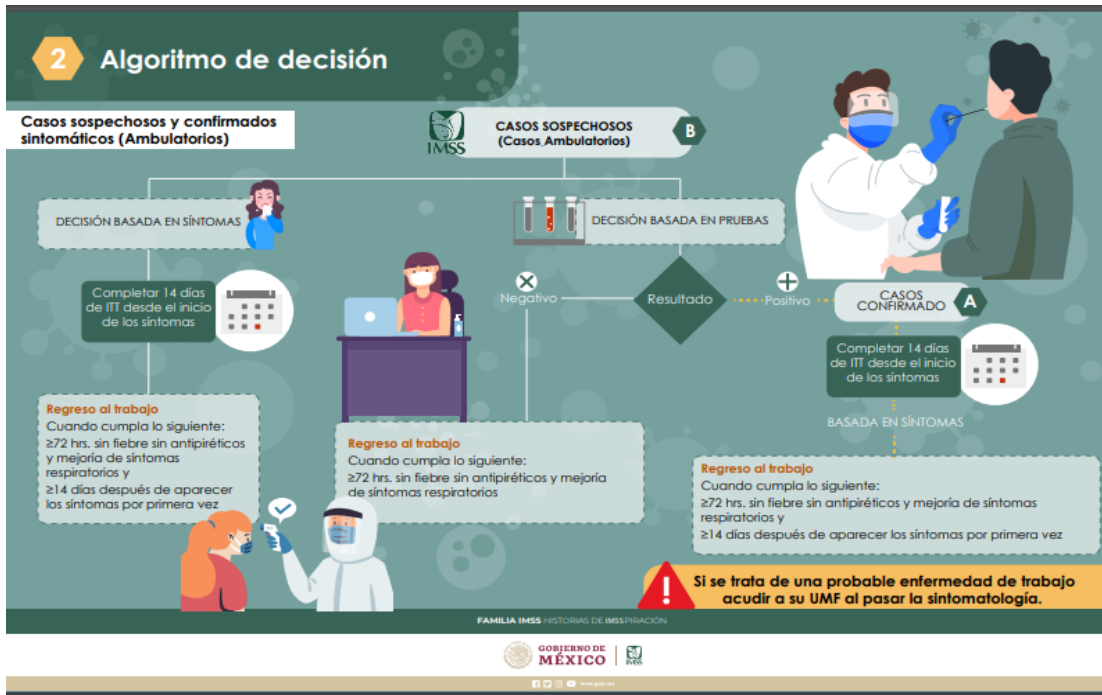 2
Algoritmo de decisión
Casos sospechosos y confirmados
sintomáticos (Ambulatorios)
IMSS
CASOS SOSPECHOSOS
(Casos Ambulatorios)
B
DECISIÓN BASADA EN SÍNTOMAS
DECISIÓN BASADA EN PRUEBAS
Completar 14 días
de ITT desde el inicio
de los síntomas
Negativo
Resultado
Positivo
CASOS
CONFIRMADO
A
Completar 14 días
de ITT desde el inicio
de los síntomas
BASADA EN SÍNTOMAS
Regreso al trabajo
Cuando cumpla lo siguiente:
≥72 hrs. sin fiebre sin antipiréticos
y mejoría de síntomas
respiratorios y
≥14 días después de aparecer
los síntomas por primera vez
Regreso al trabajo
Cuando cumpla lo siguiente:
≥72 hrs. sin fiebre sin antipiréticos y mejoría
de síntomas respiratorios
Regreso al trabajo
Cuando cumpla lo siguiente:
≥72 hrs. sin fiebre sin antipiréticos y mejoría de síntomas
respiratorios y
≥14 días después de aparecer los síntomas por primera vez
Si se trata de una probable enfermedad de trabajo
acudir a su UMF al pasar la sintomatología.
FAMILIA IMSS HISTORIAS DE IMSSPIRACIÓN
GOBIERNO DE
MÉXICO
IMSS
imss.gob.mx